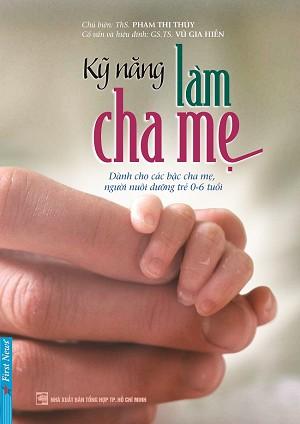 Chủ biên: ThS. PHẠM THỊ THÚY
Cố vấn và hiệu đính: GS.TS. VŨ GIA HIỀN
Kỹ năng làm
cha mẹ
Dành cho các bậc cha mẹ,
người nuôi dưỡng trẻ 0-6 tuổi
First News
NHÀ XUẤT BẢN TỔNG HỢP TP. HỒ CHÍ MINH